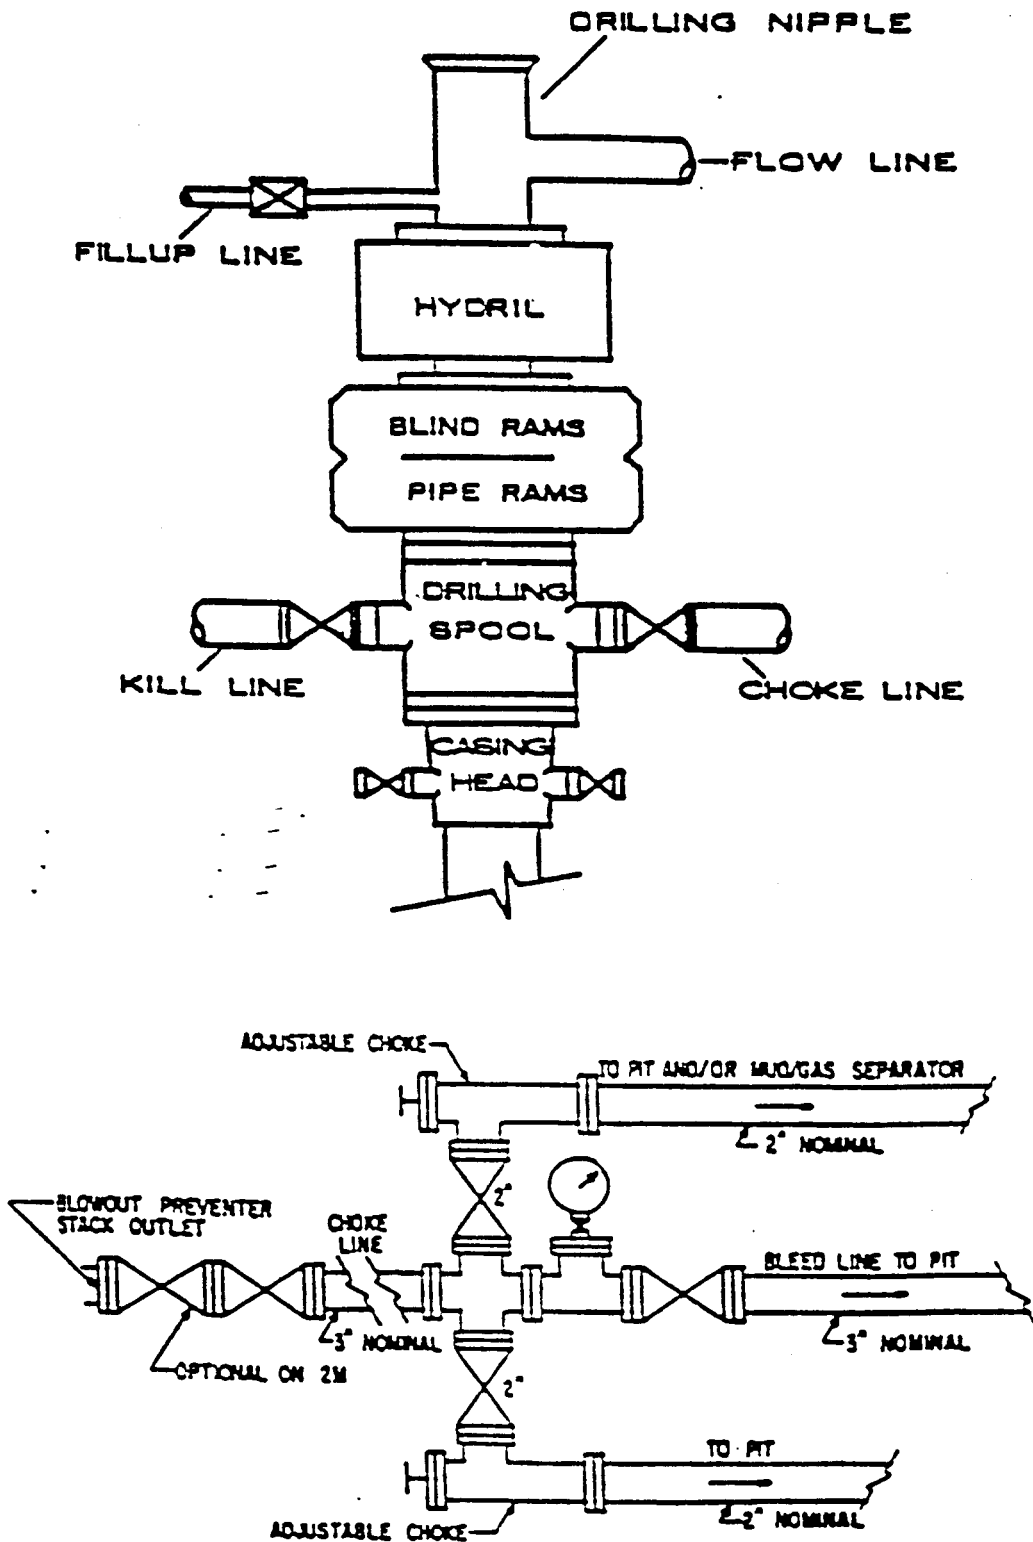 DRILLING NIPPLE
FLOW LINE
FILLUP LINE
HYDRIL
BLIND RAMS
PIPE RAMS
DRILLING
SPOOL
KILL LINE
CHOKE LINE
CASING
HEAD
ADJUSTABLE CHOKE
TO PIT AND/OR MUD/GAS SEPARATOR
2" NOMINAL
BLOWOUT PREVENTER
STACK OUTLET
2"
CHOKE
LINE
BLEED LINE TO PIT
3" NOMINAL
3" NOMINAL
OPTIONAL ON 2M
2"
TO PIT
2" NOMINAL
ADJUSTABLE CHOKE